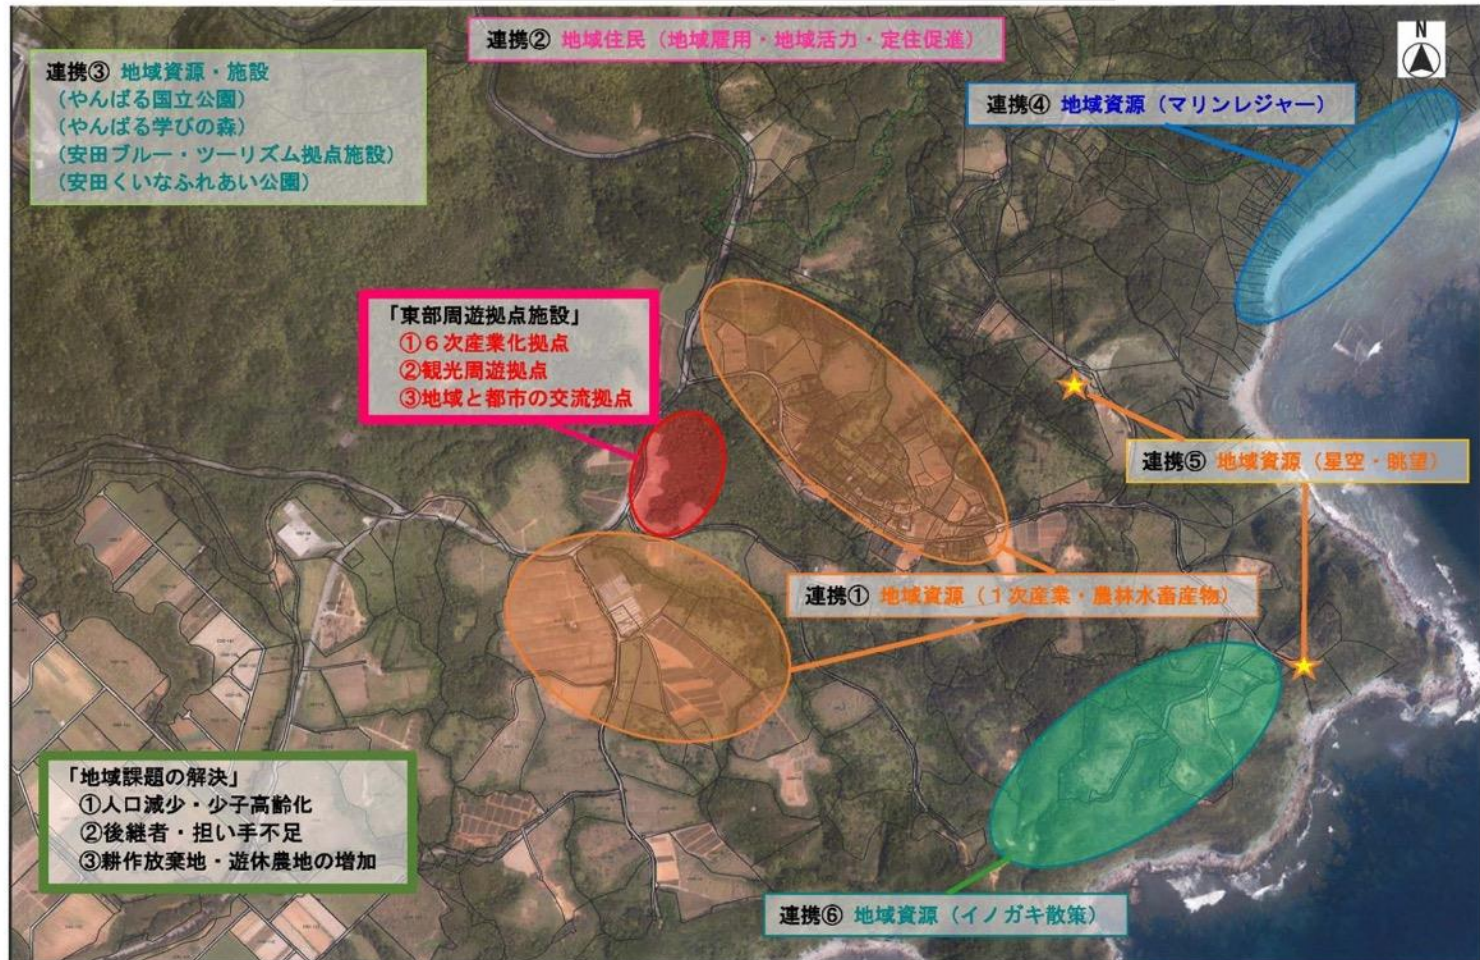 連携② 地域住民（地域雇用・地域活力・定住促進）
N
連携③ 地域資源・施設
（やんばる国立公園）
（やんばる学びの森）
（安田ブルー・ツーリズム拠点施設）
（安田くいなふれあい公園）
連携④ 地域資源（マリンレジャー）
「東部周遊拠点施設」
①６次産業化拠点
②観光周遊拠点
③地域と都市の交流拠点
連携⑤ 地域資源（星空・眺望）
連携① 地域資源（１次産業・農林水畜産物）
「地域課題の解決」
①人口減少・少子高齢化
②後継者・担い手不足
③耕作放棄地・遊休農地の増加
連携⑥ 地域資源（イノガキ散策）